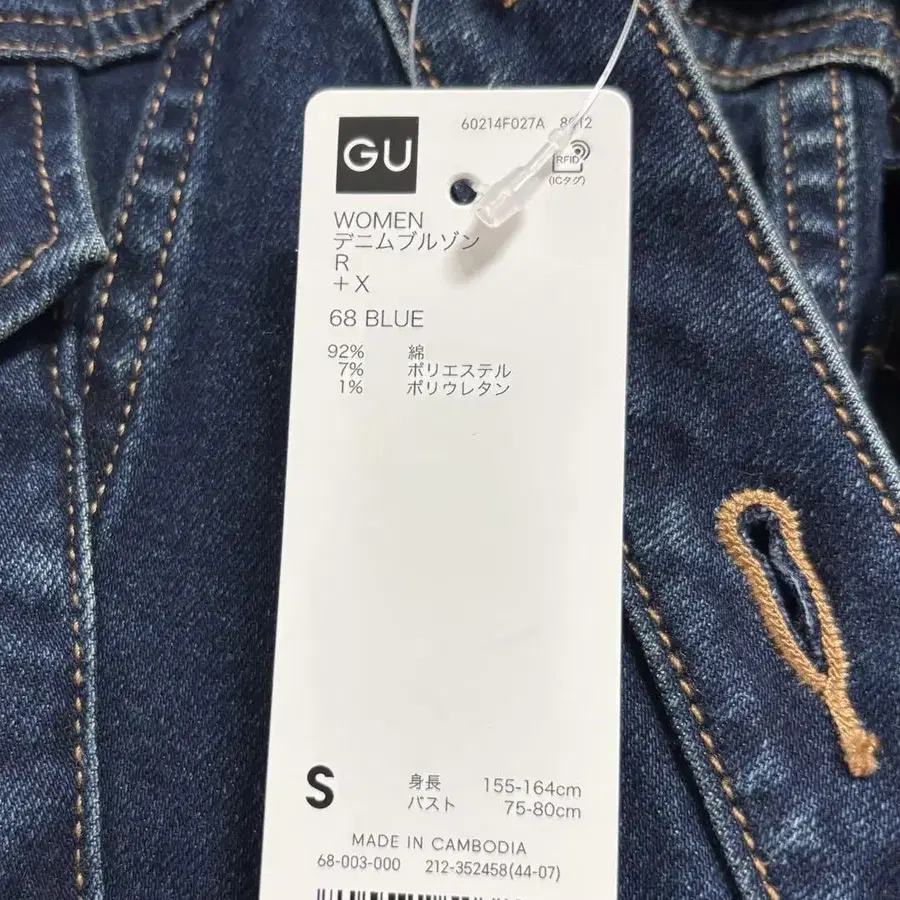 GU
60214F027A
RFID
(ICタグ)
WOMEN
デニムブルゾン
R
+X
68 BLUE
92% 綿
7% ポリエステル
1% ポリウレタン
S
身長 155-164cm
バスト 75-80cm
MADE IN CAMBODIA
68-003-000 212-352458(44-07)